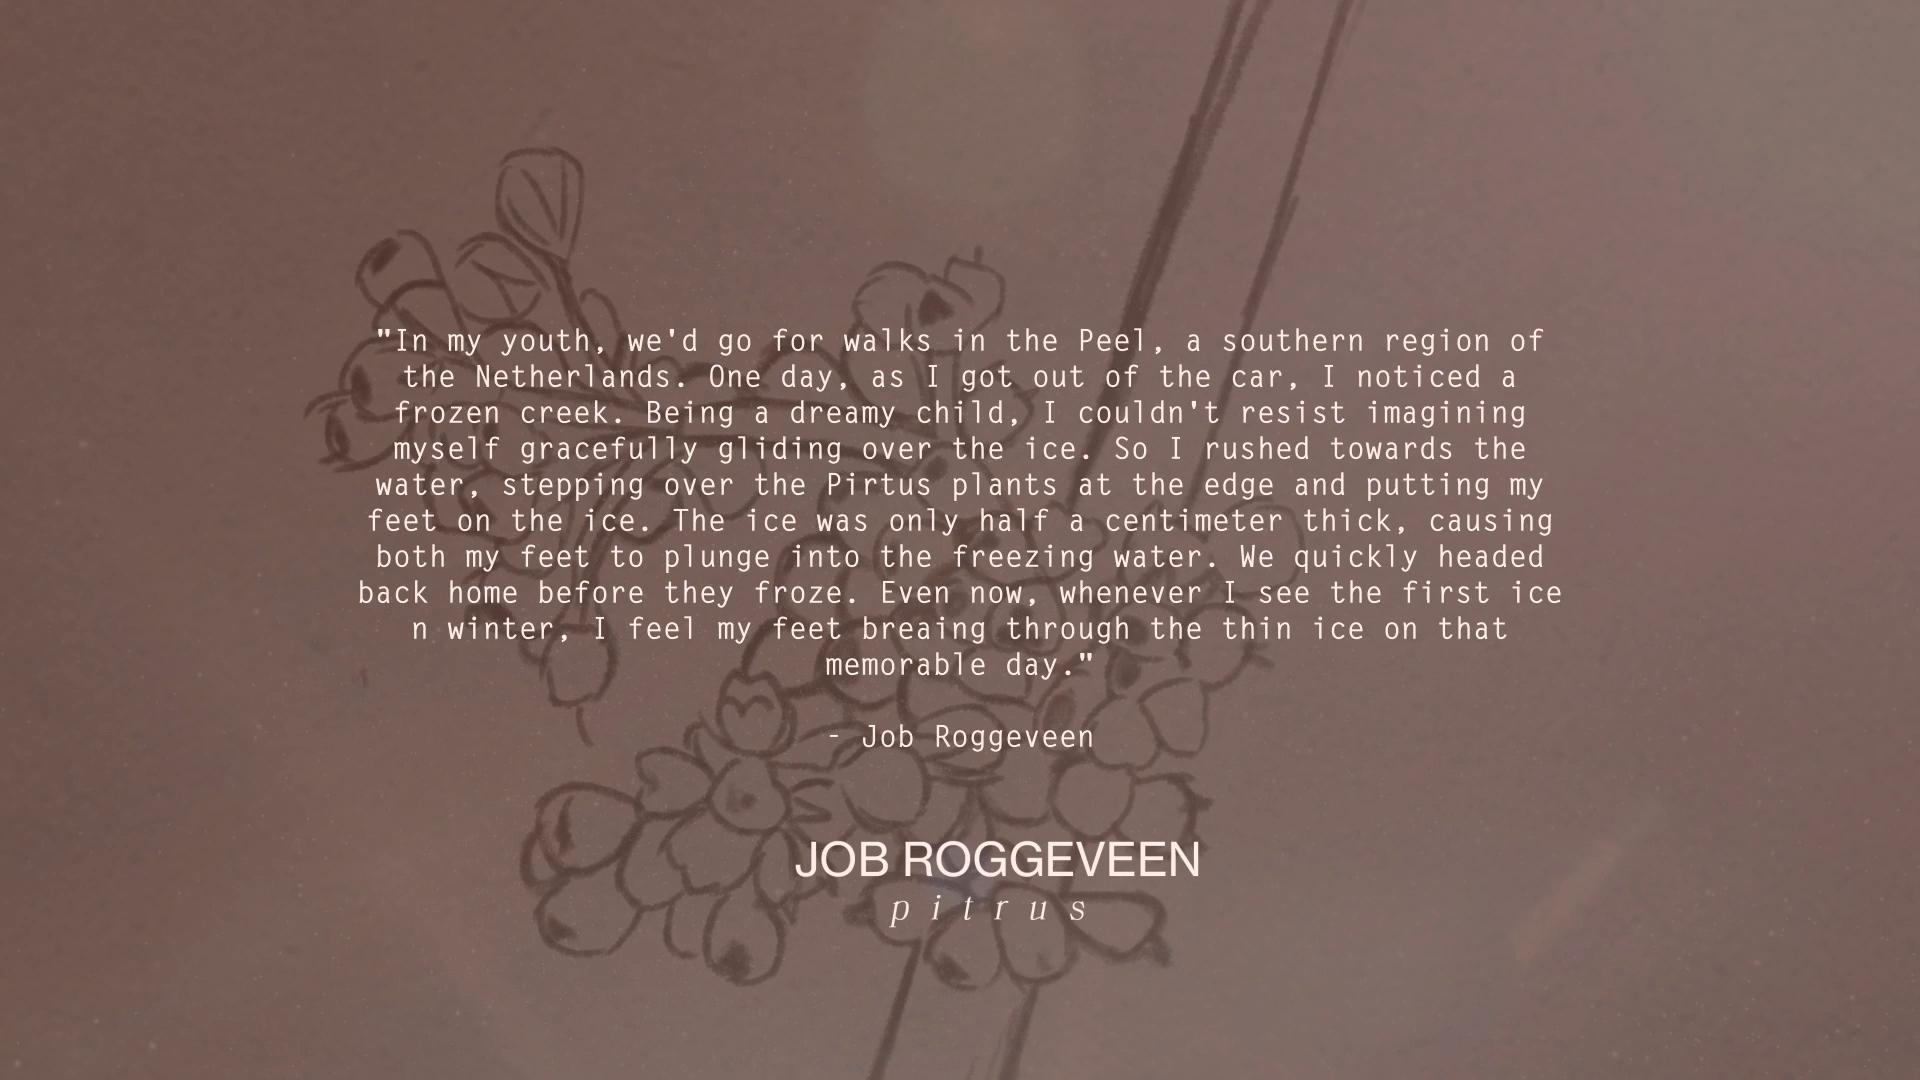 "In my youth, we'd go for walks in the Peel, a southern region of
the Netherlands. One day, as I got out of the car, I noticed a
frozen creek. Being a dreamy child, I couldn't resist imagining
myself gracefully gliding over the ice. So I rushed towards the
water, stepping over the Pirtus plants at the edge and putting my
feet on the ice. The ice was only half a centimeter thick, causing
both my feet to plunge into the freezing water. We quickly headed
back home before they froze. Even now, whenever I see the first ice
n winter, I feel my feet breaing through the thin ice on that
memorable day."
- Job Roggeveen
JOB ROGGEVEEN
pitrus